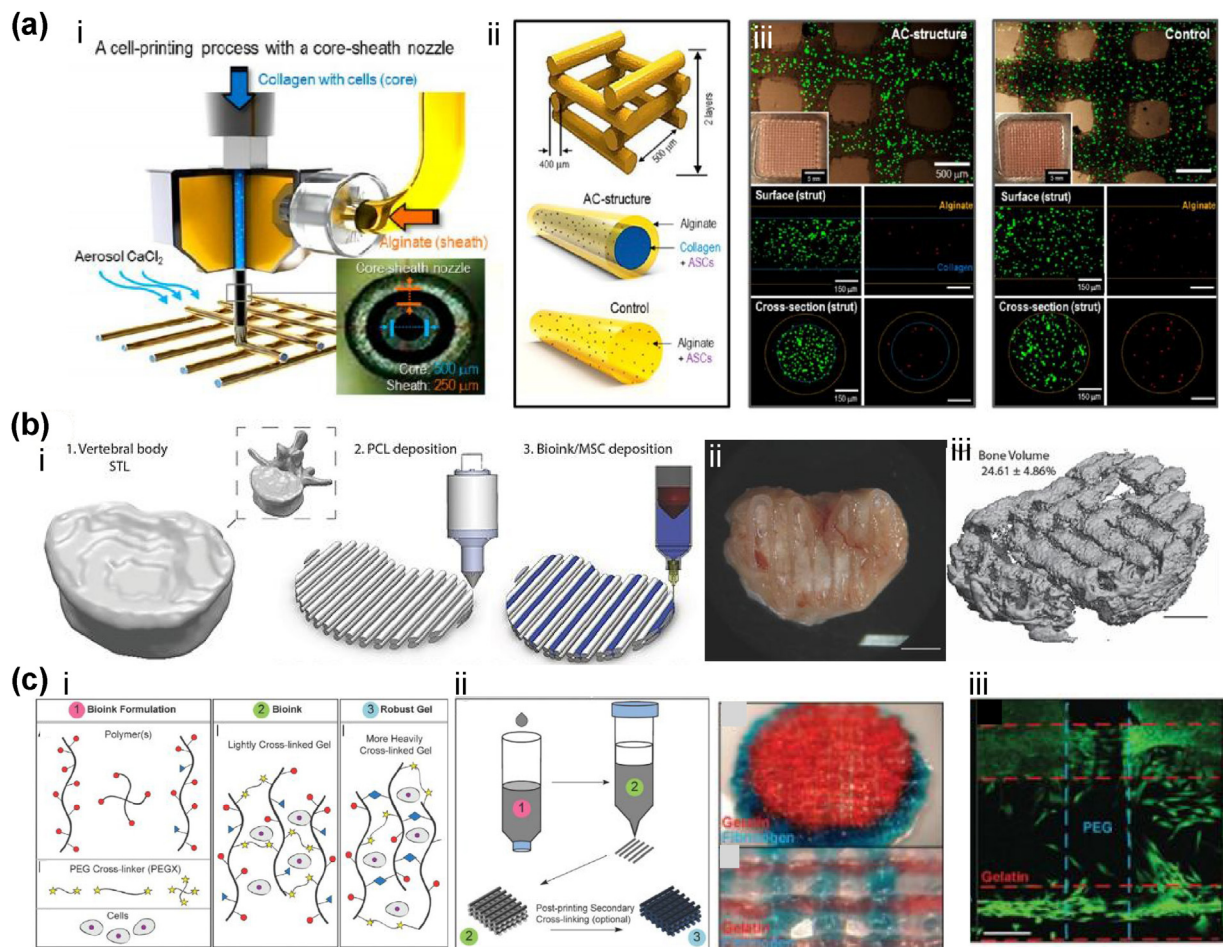 (a)
i
A cell-printing process with a core-sheath nozzle
Collagen with cells (core)
Alginate (sheath)
Aerosol CaCl₂
Core-sheath nozzle
Core: 500 µm
Sheath: 250 µm
ii
2 layers
400 µm
500 µm
AC-structure
Alginate
Collagen
+ ASCs
Control
Alginate
+ ASCs
iii
AC-structure
5 mm
500 µm
Surface (strut)
Alginate
Collagen
150 µm
Cross-section (strut)
150 µm
Control
5 mm
Surface (strut)
Alginate
150 µm
Cross-section (strut)
150 µm
(b)
i
1. Vertebral body
STL
2. PCL deposition
3. Bioink/MSC deposition
ii
iii
Bone Volume
24.61 ± 4.86%
(c)
i
1 Bioink Formulation
Polymer(s)
PEG Cross-linker (PEGX)
Cells
2 Bioink
Lightly Cross-linked Gel
3 Robust Gel
More Heavily
Cross-linked Gel
ii
1
2
2
Post-printing Secondary
Cross-linking (optional)
3
Gelatin
Fibrinogen
Gelatin
Fibrinogen
iii
PEG
Gelatin